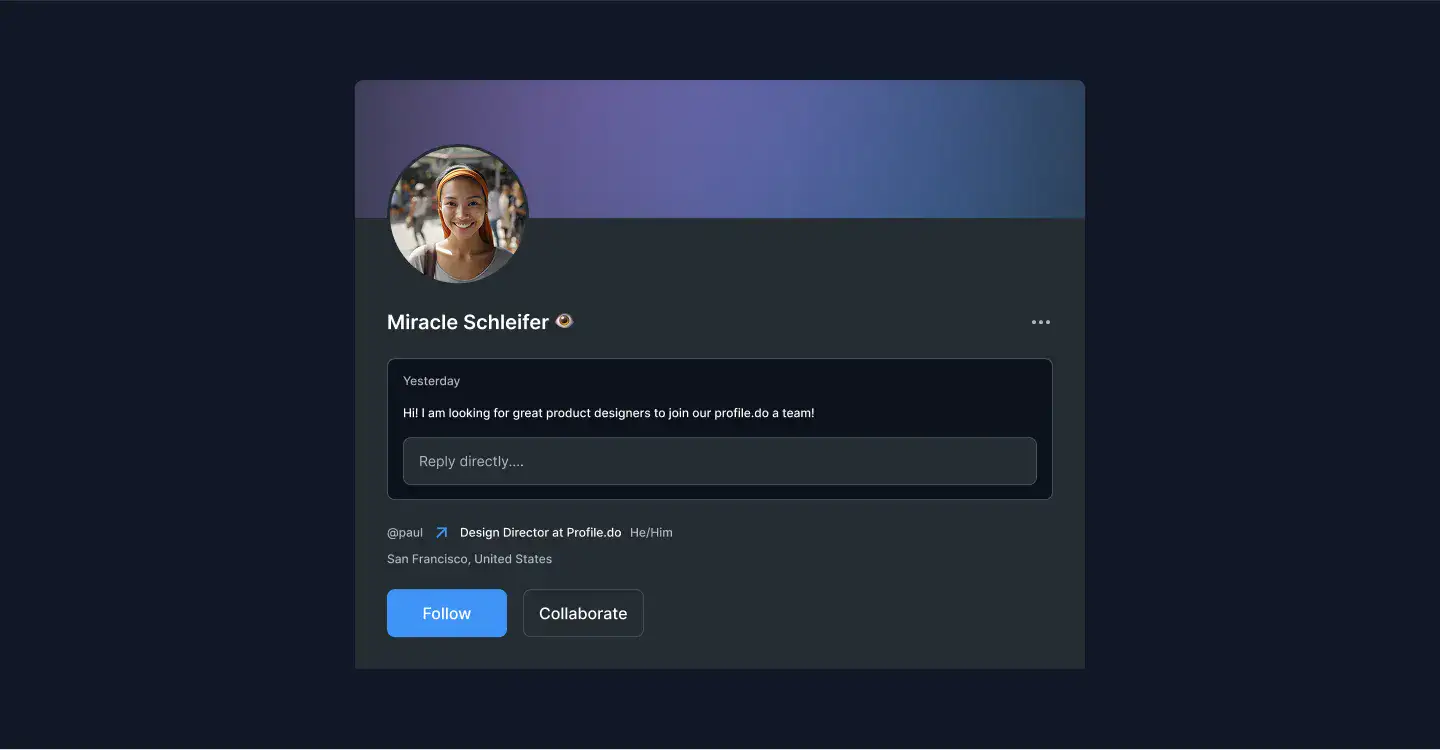 Miracle Schleifer 👁
Yesterday
Hi! I am looking for great product designers to join our profile.do a team!
Reply directly....
@paul Design Director at Profile.do He/Him
San Francisco, United States
Follow Collaborate